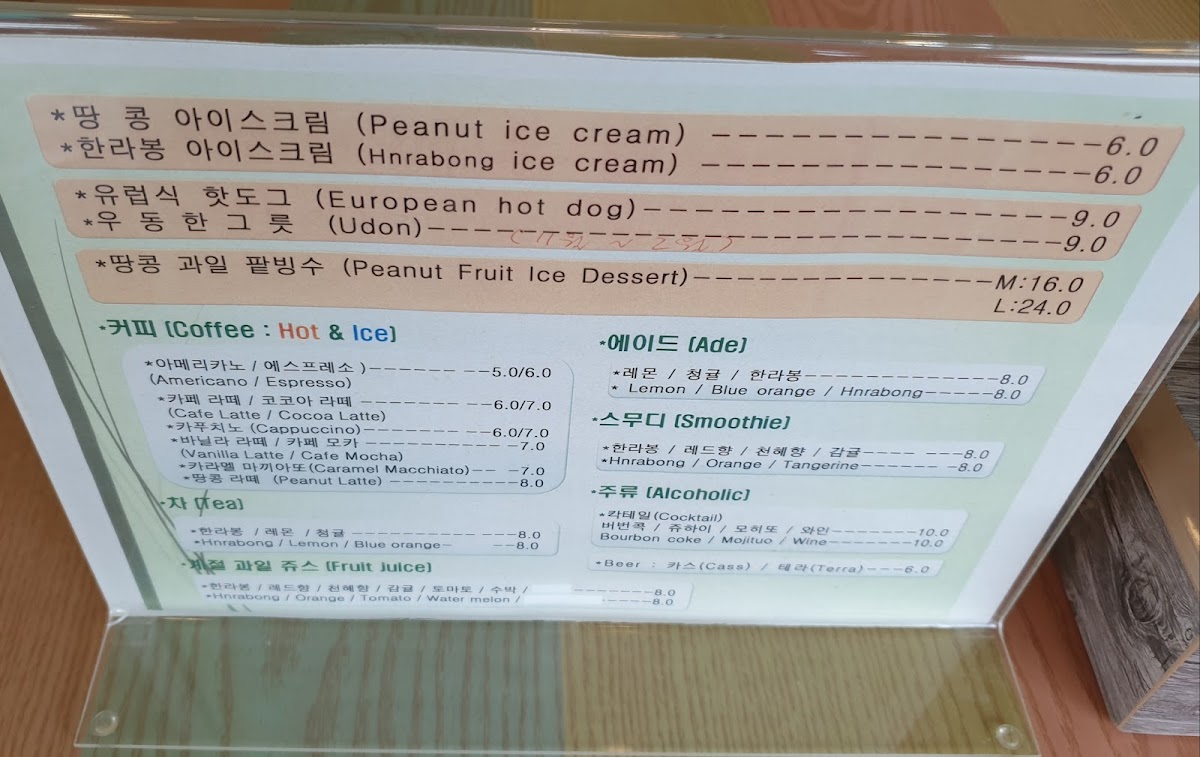 *땅 콩 아이스크림 (Peanut ice cream) ---------------6.0
*한라봉 아이스크림 (Hnrabong ice cream) --------------6.0
*유럽식 핫도그 (European hot dog)---------------9.0
*우 동 한 그 릇 (Udon)-----------------------9.0
*땅콩 과일 팥빙수 (Peanut Fruit Ice Dessert)------------M:16.0
L:24.0
*커피 (Coffee : Hot & Ice)
*아메리카노 / 에스프레소 )------ --5.0/6.0
(Americano / Espresso)
*카페 라떼 / 코코아 라떼 ------- --6.0/7.0
(Cafe Latte / Cocoa Latte)
*카푸치노 (Cappuccino)------- --6.0/7.0
*바닐라 라떼 / 카페 모카 ----------7.0
(Vanilla Latte / Cafe Mocha)
*카라멜 마끼아또(Caramel Macchiato)-- -7.0
*땅콩 라떼 (Peanut Latte) ----------8.0
*차 (Tea)
*한라봉 / 레몬 / 청귤--------- ---8.0
*Hnrabong / Lemon / Blue orange- --8.0
과일 쥬스 (Fruit Juice)
*한라봉 / 레드향 / 천혜향 / 감귤 / 토마토 / 수박 / -------8.0
*Hnrabong / Orange / Tomato / Water melon / ----8.0
*에이드 (Ade)
*레몬 / 청귤 / 한라봉--------------8.0
* Lemon / Blue orange / Hnrabong-----8.0
*스무디 (Smoothie)
*한라봉 / 레드향 / 천혜향 / 감귤---- ---8.0
*Hnrabong / Orange / Tangerine------ -8.0
*주류 (Alcoholic)
*칵테일(Cocktail)
버번콕 / 쥬하이 / 모히또 / 와인-------10.0
Bourbon coke / Mojituo / Wine-------10.0
*Beer : 카스(Cass) / 테라(Terra)---6.0